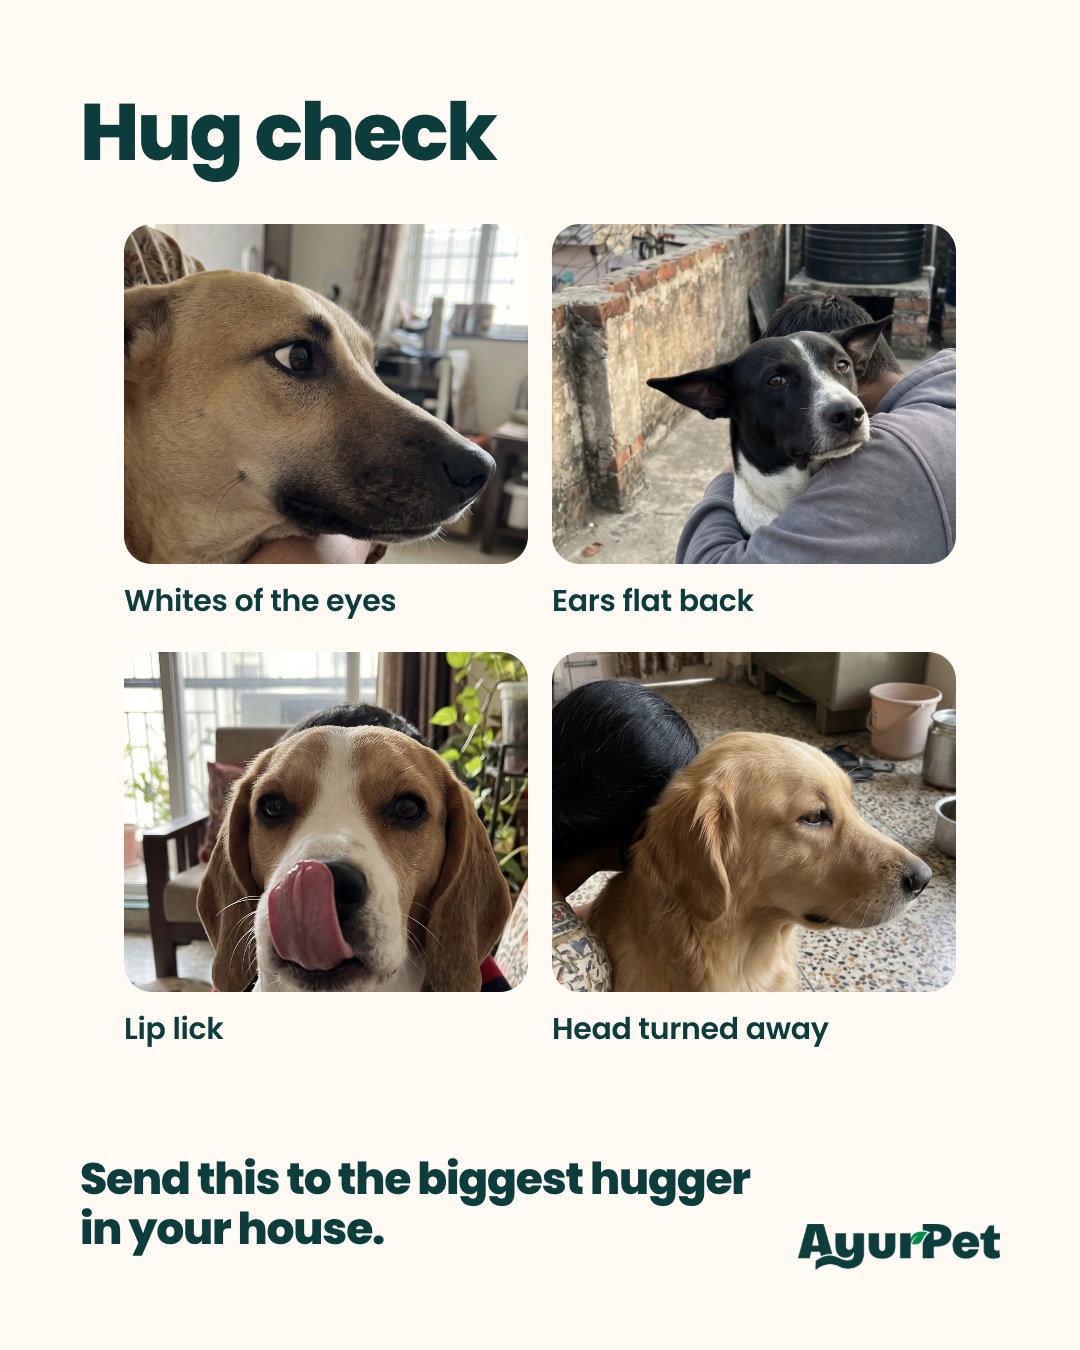 Hug check
Whites of the eyes
Ears flat back
Lip lick
Head turned away
Send this to the biggest hugger
in your house.
AyurPet